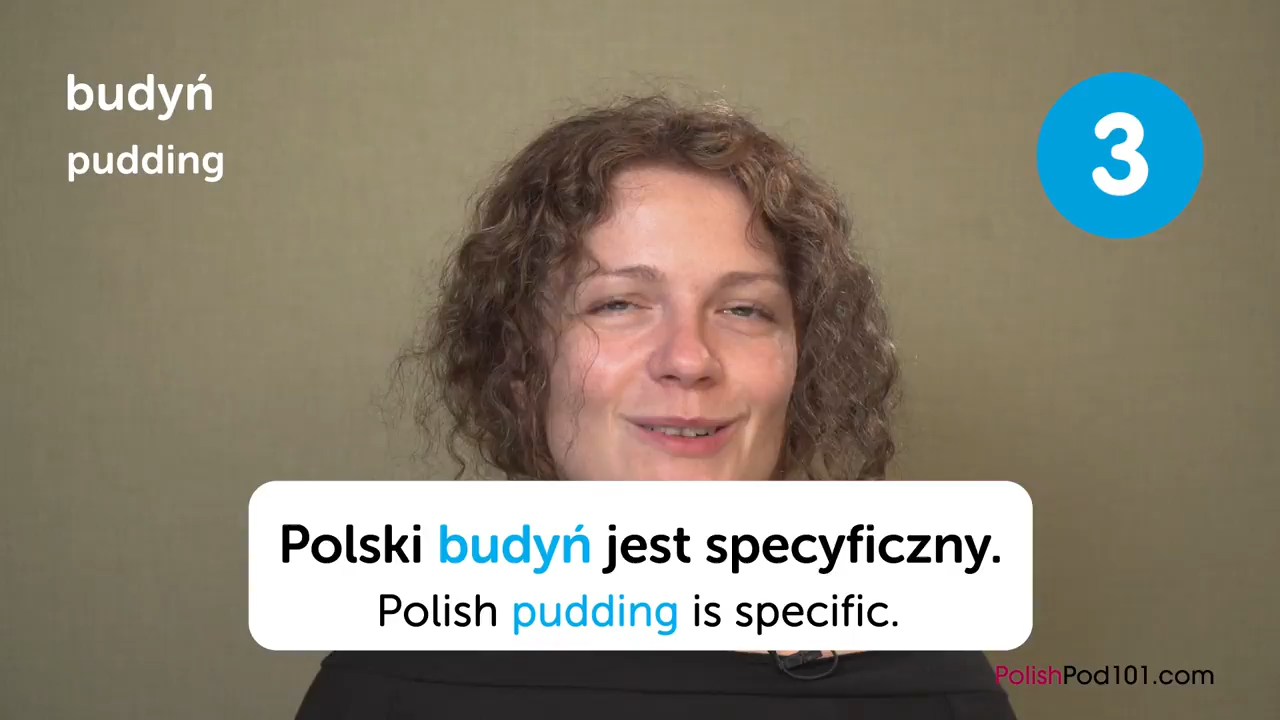 budyń
pudding
3
Polski budyń jest specyficzny.
Polish pudding is specific.
PolishPod101.com